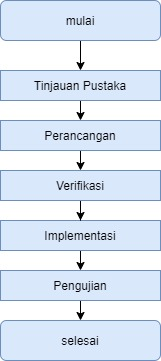 mulai
Tinjauan Pustaka
Perancangan
Verifikasi
Implementasi
Pengujian
selesai